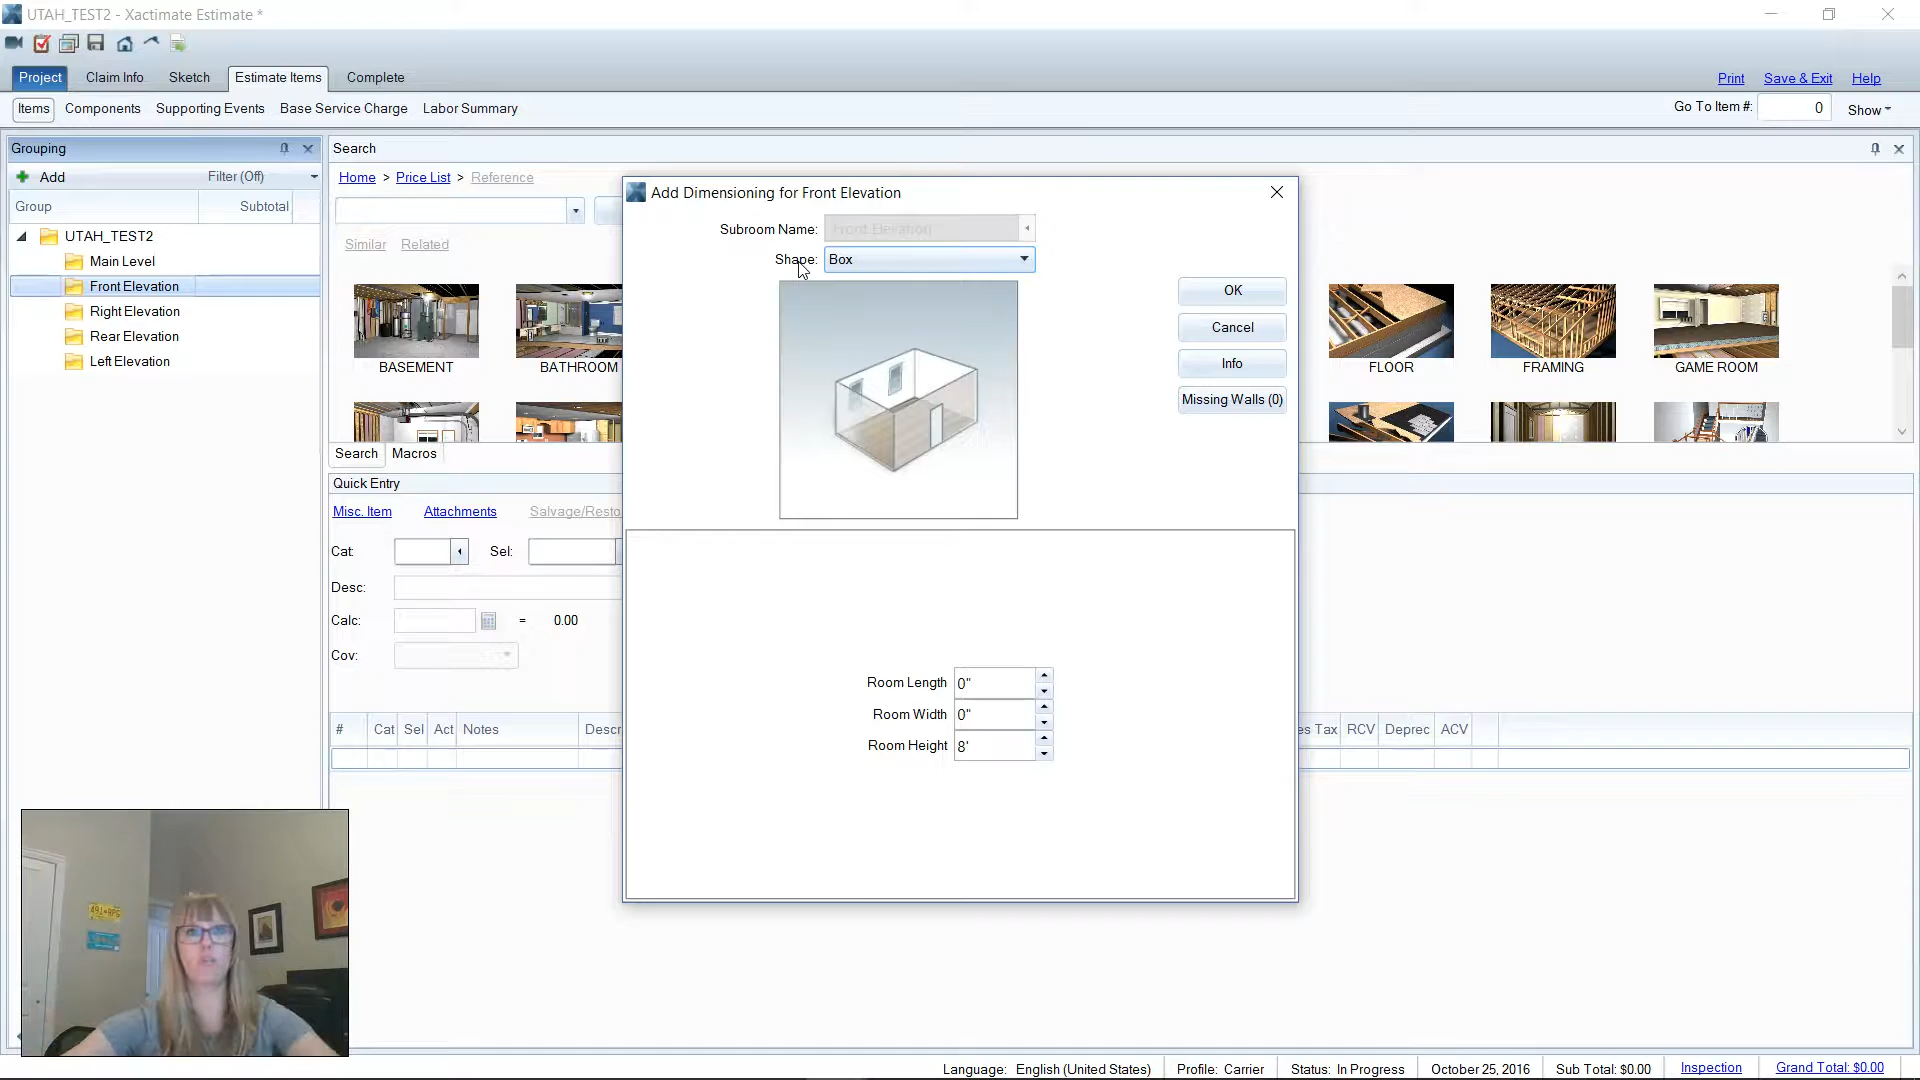 UTAH_TEST2 - Xactimate Estimate *
Project
Claim Info
Sketch
Estimate Items
Complete
Print
Save & Exit
Help
Items
Components
Supporting Events
Base Service Charge
Labor Summary
Go To Item #:
0
Show
Grouping
Add
Filter (Off)
Group
Subtotal
UTAH_TEST2
Main Level
Front Elevation
Right Elevation
Rear Elevation
Left Elevation
Search
Home > Price List > Reference
Similar
Related
BASEMENT
BATHROOM
FLOOR
FRAMING
GAME ROOM
Search
Macros
Quick Entry
Misc. Item
Attachments
Salvage/Resto
Cat:
Sel:
Desc:
Calc:
=
0.00
Cov:
#
Cat
Sel
Act
Notes
Descr
es Tax
RCV
Deprec
ACV
Add Dimensioning for Front Elevation
Subroom Name:
Front Elevation
Shape:
Box
OK
Cancel
Info
Missing Walls (0)
Room Length
0"
Room Width
0"
Room Height
8'
Language: English (United States)
Profile: Carrier
Status: In Progress
October 25, 2016
Sub Total: $0.00
Inspection
Grand Total: $0.00